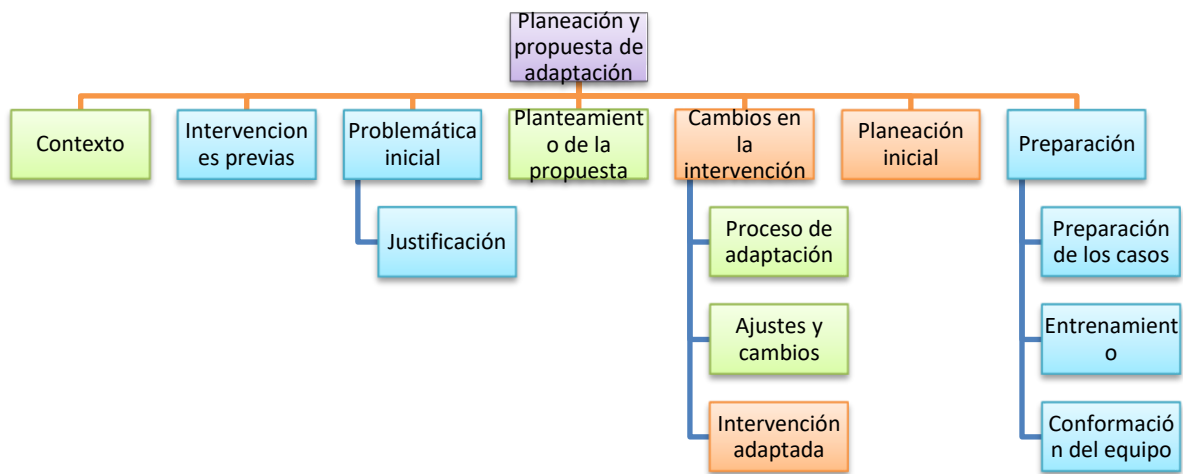 Planeación y
propuesta de
adaptación
Contexto
Intervencion
es previas
Problemática
inicial
Planteamient
o de la
propuesta
Cambios en
la
intervención
Planeación
inicial
Preparación
Justificación
Proceso de
adaptación
Ajustes y
cambios
Intervención
adaptada
Preparación
de los casos
Entrenamient
o
Conformació
n del equipo